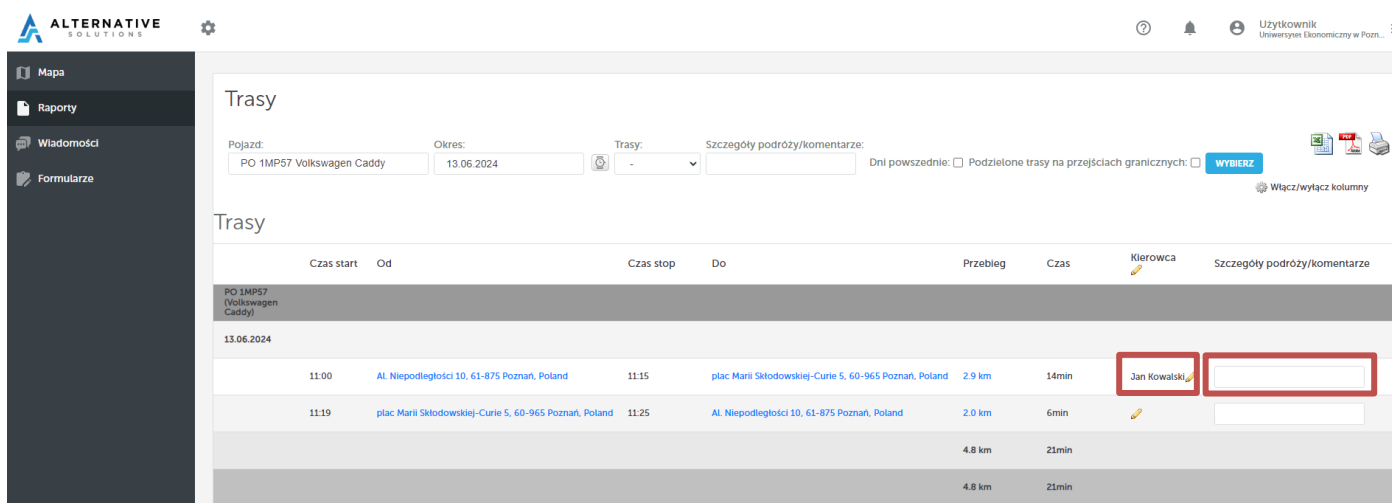 ALTERNATIVE
SOLUTIONS
Użytkownik
Uniwersytet Ekonomiczny w Pozn...
Mapa
Raporty
Wiadomości
Formularze
Trasy
Pojazd: Okres: Trasy: Szczegóły podróży/komentarze:
PO 1MP57 Volkswagen Caddy 13.06.2024 - Dni powszednie: Podzielone trasy na przejściach granicznych: WYBIERZ
Włącz/wyłącz kolumny
Trasy
Czas start Od Czas stop Do Przebieg Czas Kierowca Szczegóły podróży/komentarze
PO 1MP57
(Volkswagen
Caddy)
13.06.2024
11:00 Al. Niepodległości 10, 61-875 Poznań, Poland 11:15 plac Marii Skłodowskiej-Curie 5, 60-965 Poznań, Poland 2.9 km 14min Jan Kowalski
11:19 plac Marii Skłodowskiej-Curie 5, 60-965 Poznań, Poland 11:25 Al. Niepodległości 10, 61-875 Poznań, Poland 2.0 km 6min
4.8 km 21min
4.8 km 21min